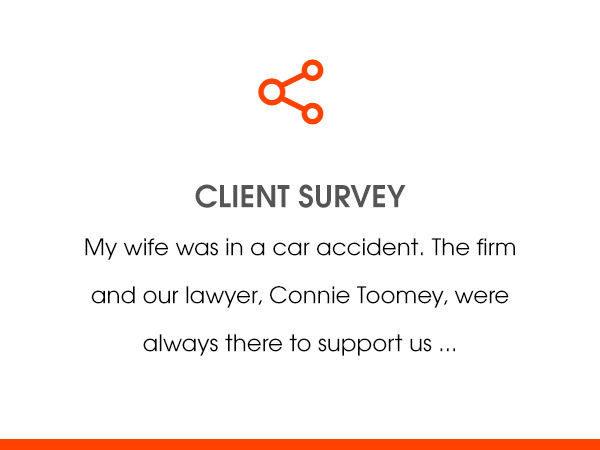 CLIENT SURVEY
My wife was in a car accident. The firm
and our lawyer, Connie Toomey, were
always there to support us ...